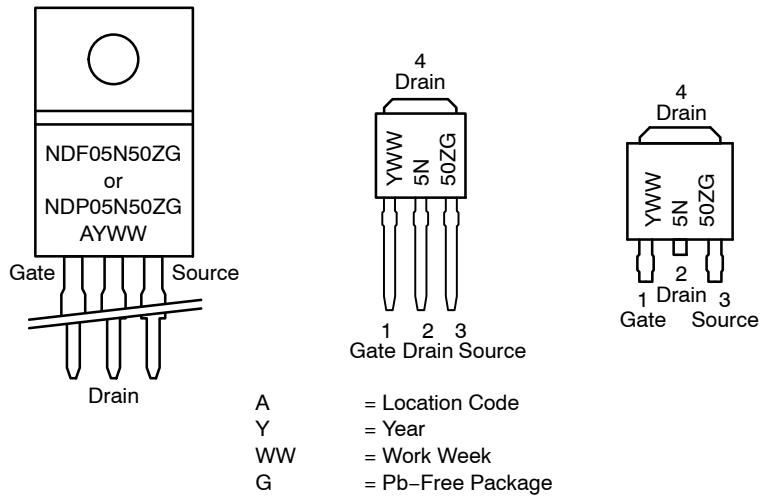 NDF05N50ZG
or
NDP05N50ZG
AYWW
Gate
Source
Drain
4
Drain
YWW
5N
50ZG
1 2 3
Gate Drain Source
4
Drain
YWW
5N
50ZG
2
1 Drain 3
Gate Source
A = Location Code
Y = Year
WW = Work Week
G = Pb−Free Package